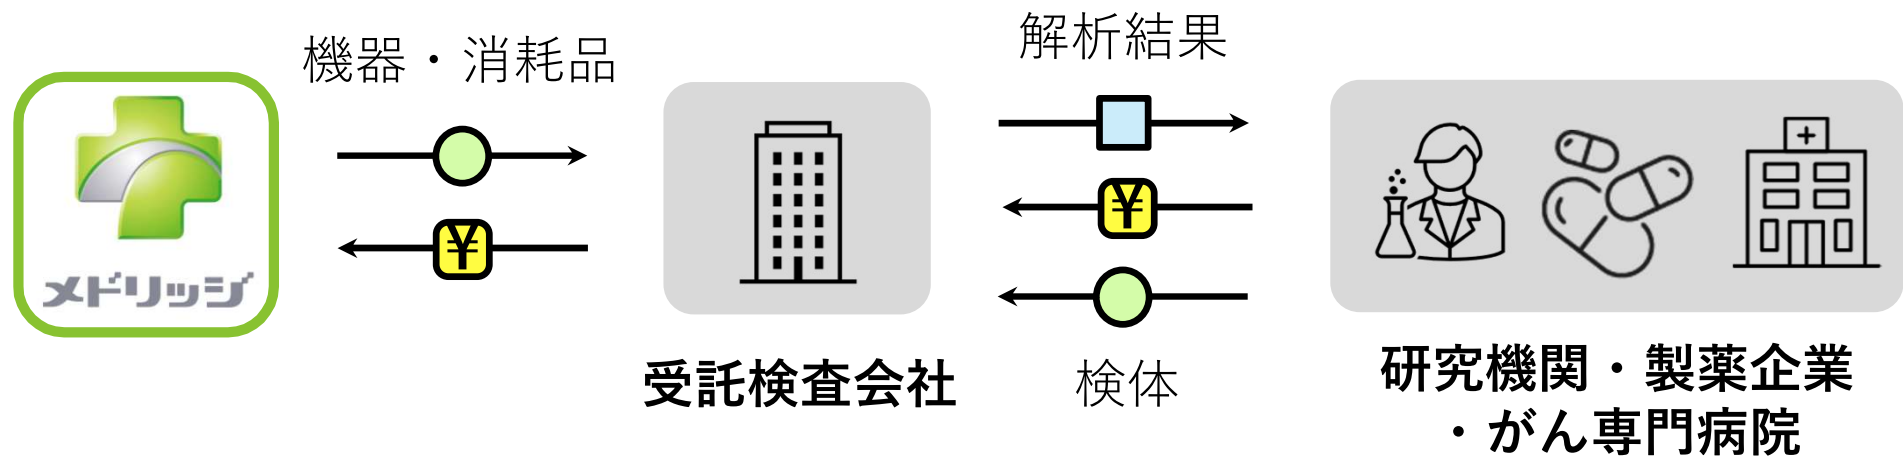 機器・消耗品
解析結果
メドリッジ
¥
¥
受託検査会社
検体
研究機関・製薬企業
・がん専門病院